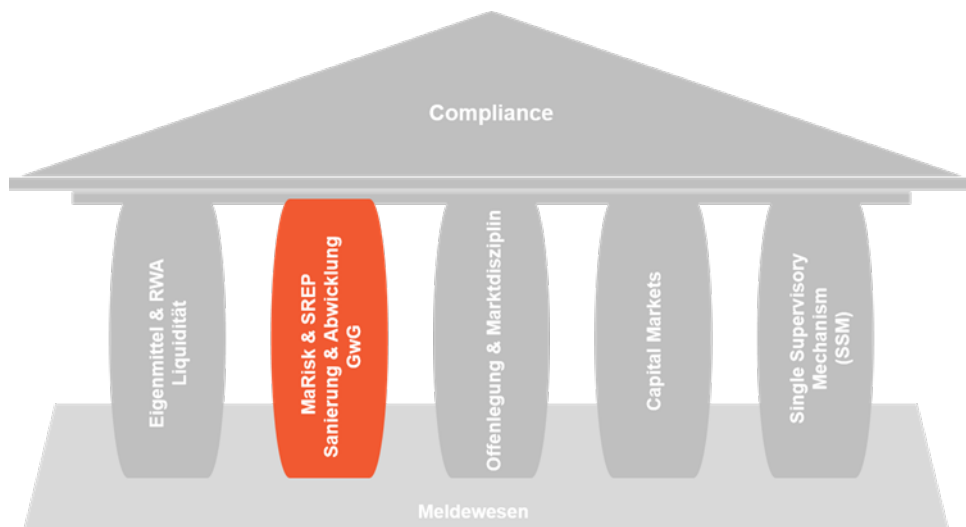 Compliance
Eigenmittel & RWA
Liquidität
MaRisk & SREP
Sanierung & Abwicklung
GwG
Offenlegung & Marktdisziplin
Capital Markets
Single Supervisory
Mechanism
(SSM)
Meldewesen